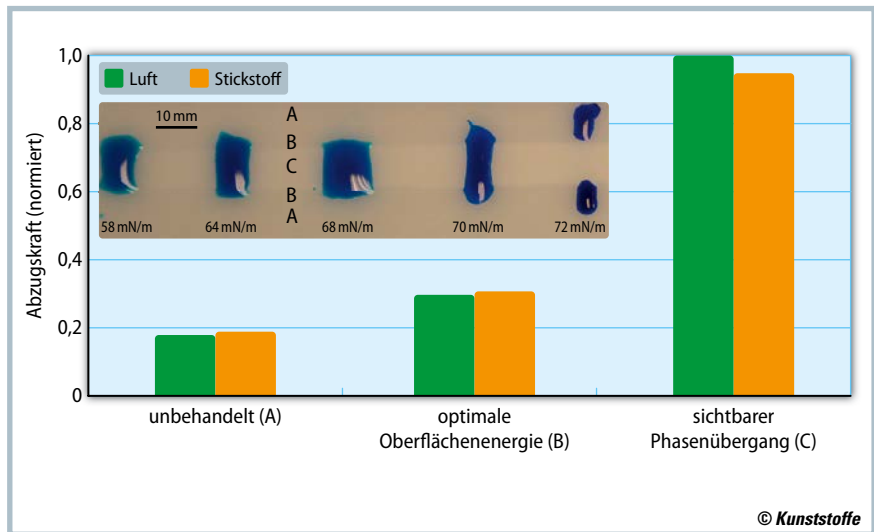 Abzugskraft (normiert)
1,0
0,8
0,6
0,4
0,2
0
Luft Stickstoff
10 mm
A
B
C
B
A
58 mN/m 64 mN/m 68 mN/m 70 mN/m 72 mN/m
unbehandelt (A)
optimale
Oberflächenenergie (B)
sichtbarer
Phasenübergang (C)
© Kunststoffe